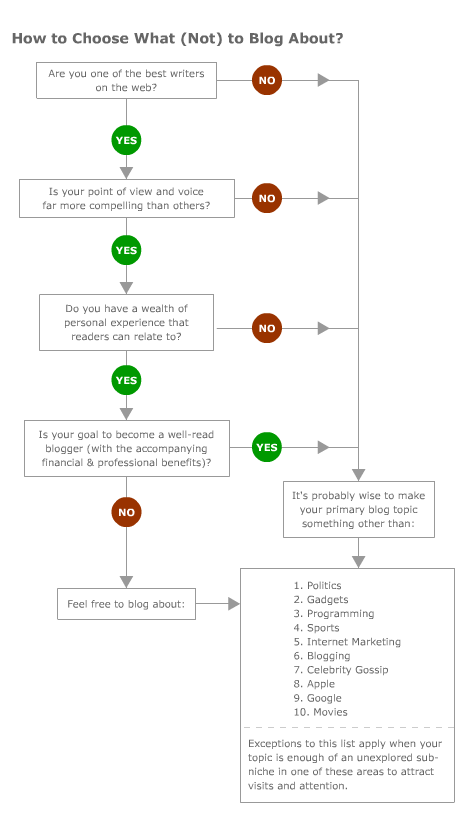 How to Choose What (Not) to Blog About?
Are you one of the best writers
on the web?
NO
YES
Is your point of view and voice
far more compelling than others?
NO
YES
Do you have a wealth of
personal experience that
readers can relate to?
NO
YES
Is your goal to become a well-read
blogger (with the accompanying
financial & professional benefits)?
YES
NO
It's probably wise to make
your primary blog topic
something other than:
Feel free to blog about:
1. Politics
2. Gadgets
3. Programming
4. Sports
5. Internet Marketing
6. Blogging
7. Celebrity Gossip
8. Apple
9. Google
10. Movies
Exceptions to this list apply when your
topic is enough of an unexplored sub-
niche in one of these areas to attract
visits and attention.